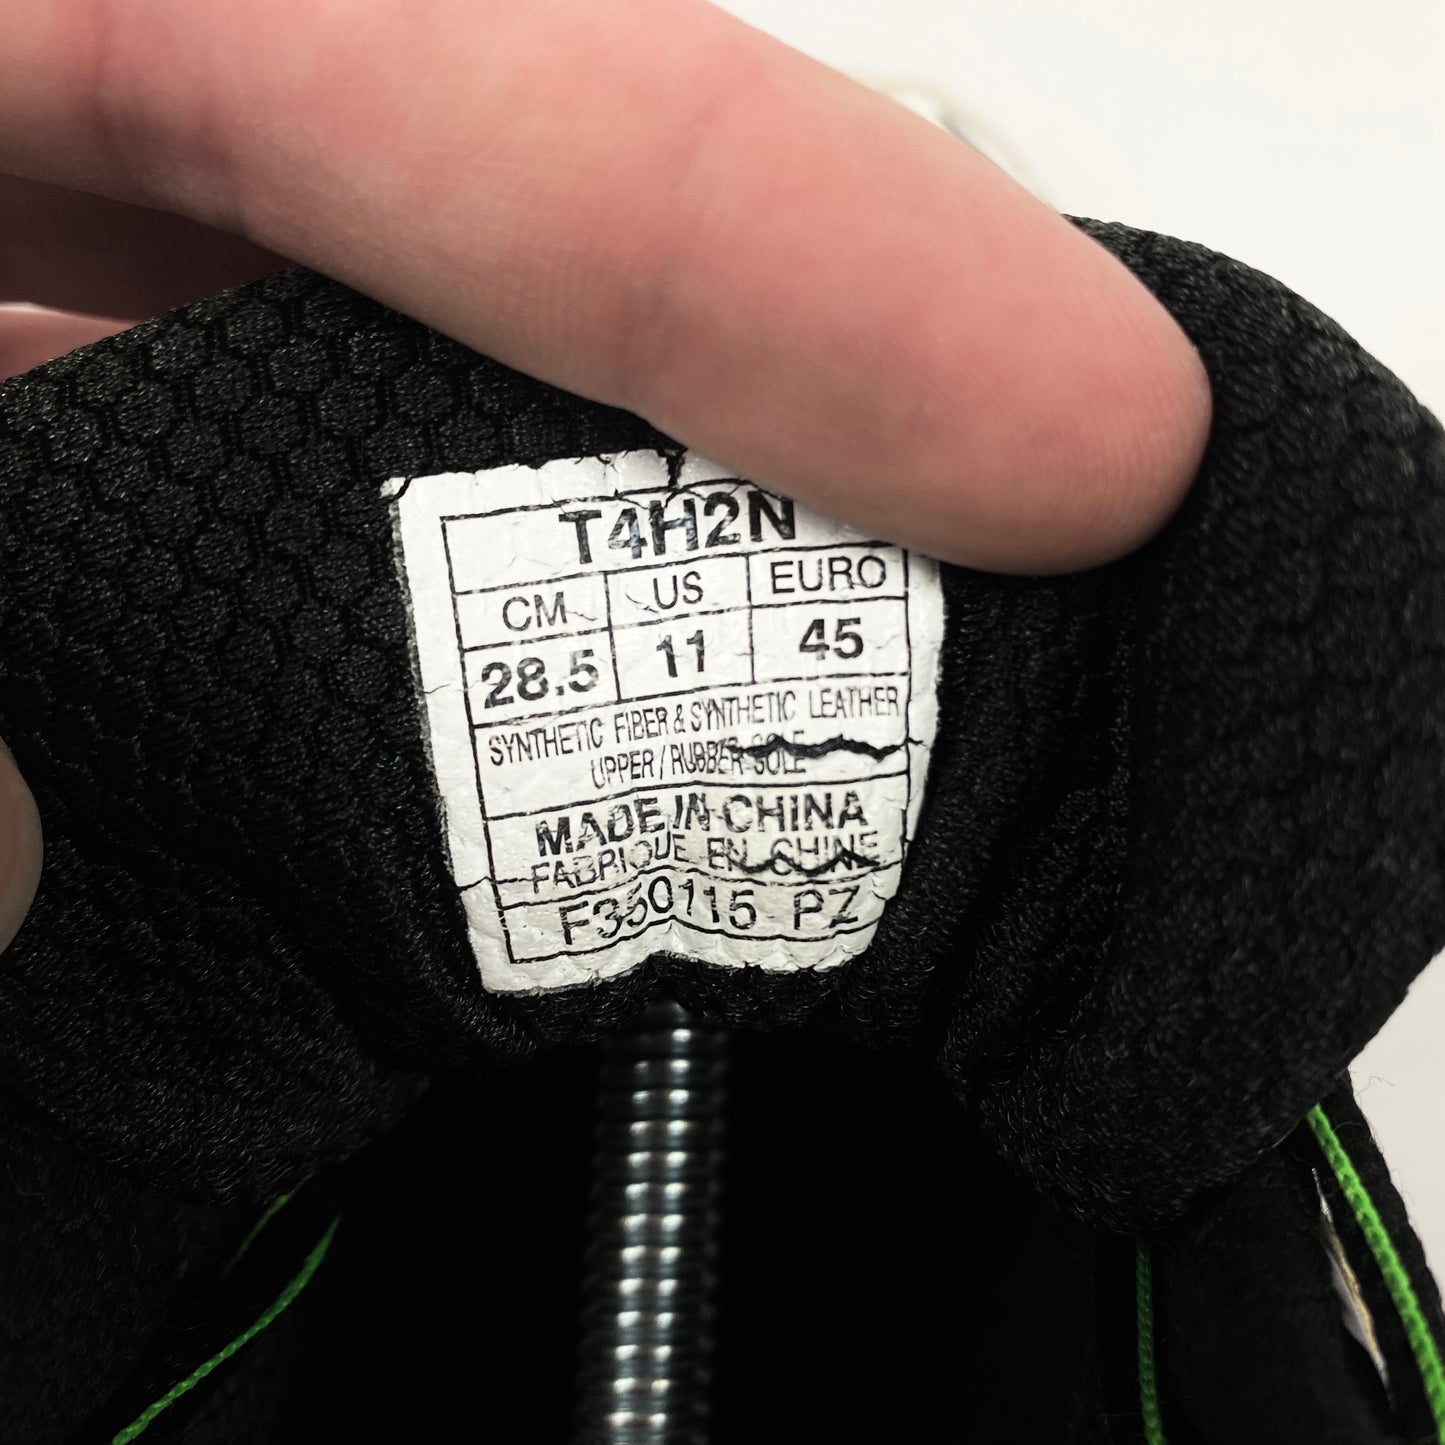 T4H2N
CM US EURO
28.5 11 45
SYNTHETIC FIBER & SYNTHETIC LEATHER
UPPER / RUBBER SOLE
MADE IN CHINA
FABRIQUE EN CHINE
F350115 PZ